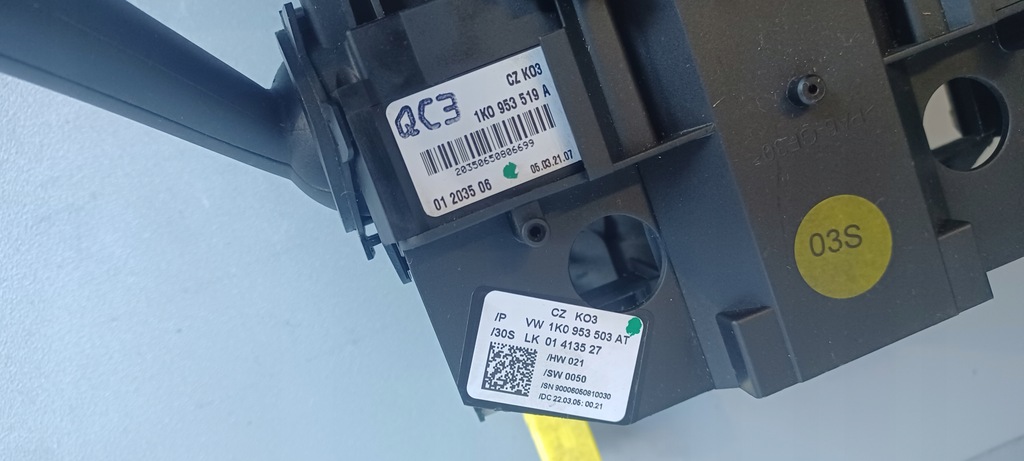 CZ KO3
QC3
1K0 953 519 A
20350650806699
01 2035 06
05.03.21.07
03S
CZ KO3
/P VW 1K0 953 503 AT
/30S LK 01 4135 27
/HW 021
/SW 0050
/SN 90006060810030
/DC 22.03.06: 00.21